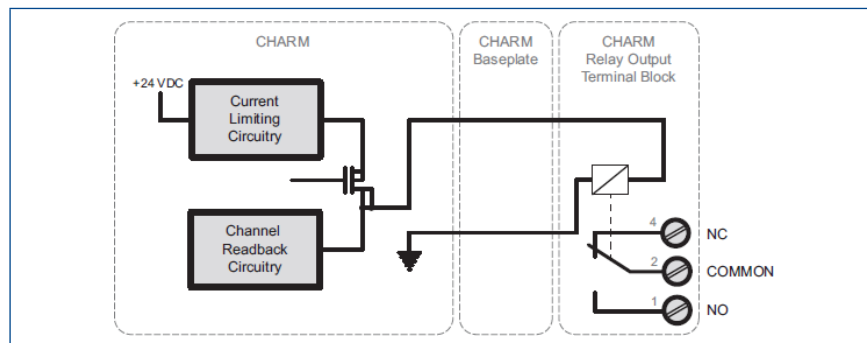 CHARM
CHARM
Baseplate
CHARM
Relay Output
Terminal Block
+24 VDC
Current
Limiting
Circuitry
Channel
Readback
Circuitry
4
NC
2
COMMON
1
NO